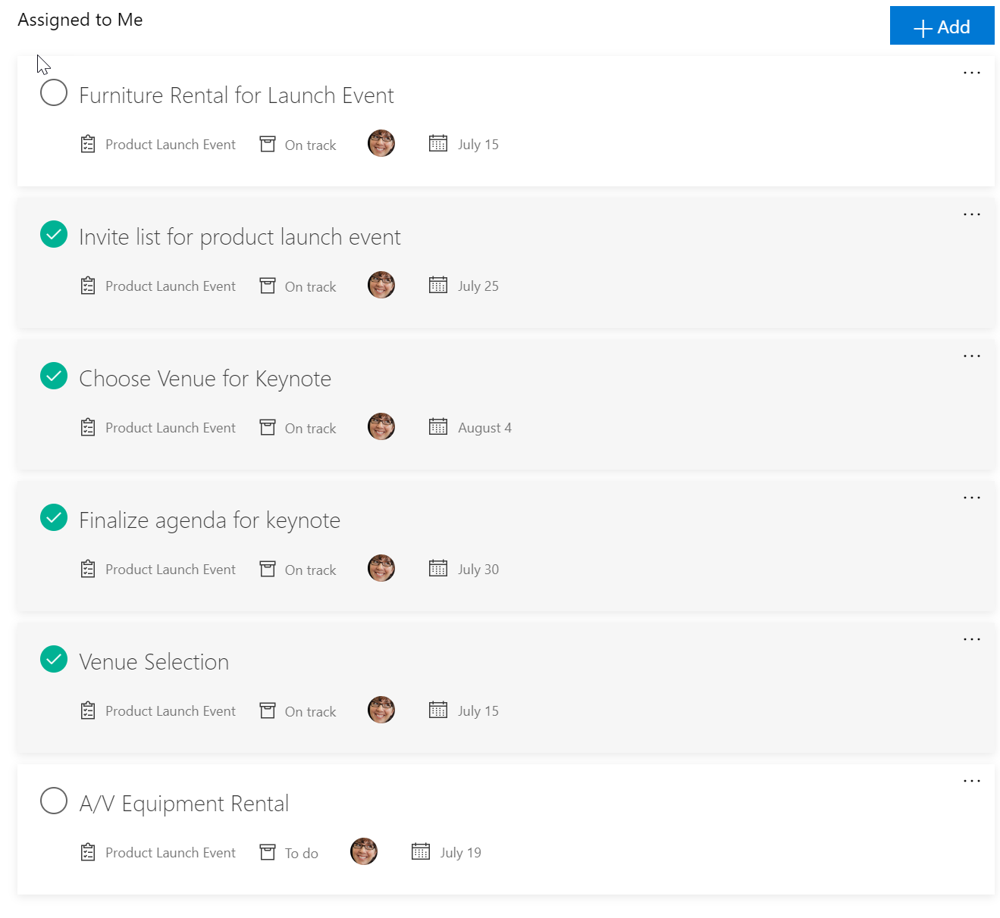 Assigned to Me
+ Add
Furniture Rental for Launch Event
Product Launch Event On track July 15
Invite list for product launch event
Product Launch Event On track July 25
Choose Venue for Keynote
Product Launch Event On track August 4
Finalize agenda for keynote
Product Launch Event On track July 30
Venue Selection
Product Launch Event On track July 15
A/V Equipment Rental
Product Launch Event To do July 19